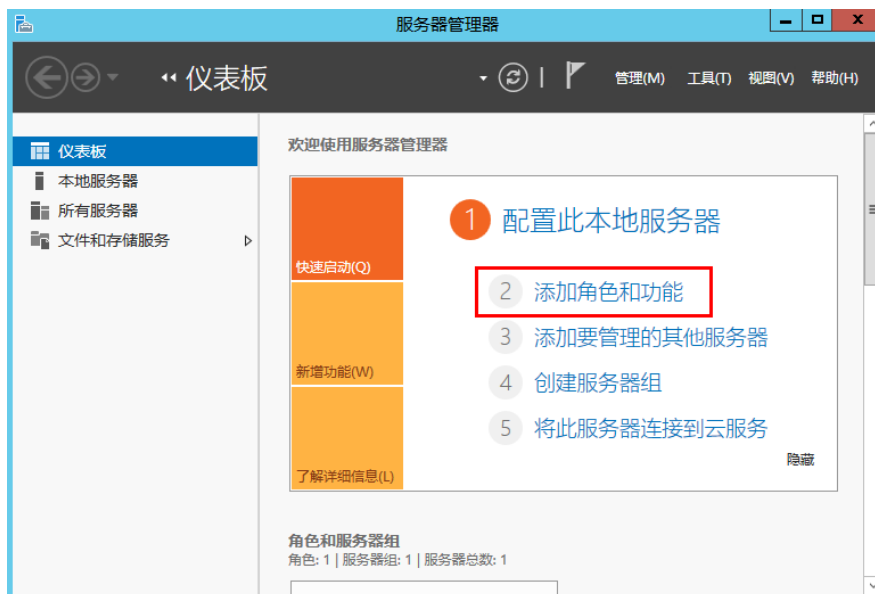 服务器管理器
仪表板
管理(M) 工具(T) 视图(V) 帮助(H)
仪表板
本地服务器
所有服务器
文件和存储服务
欢迎使用服务器管理器
快速启动(Q)
新增功能(W)
了解详细信息(L)
1 配置此本地服务器
2 添加角色和功能
3 添加要管理的其他服务器
4 创建服务器组
5 将此服务器连接到云服务
隐藏
角色和服务器组
角色: 1 | 服务器组: 1 | 服务器总数: 1